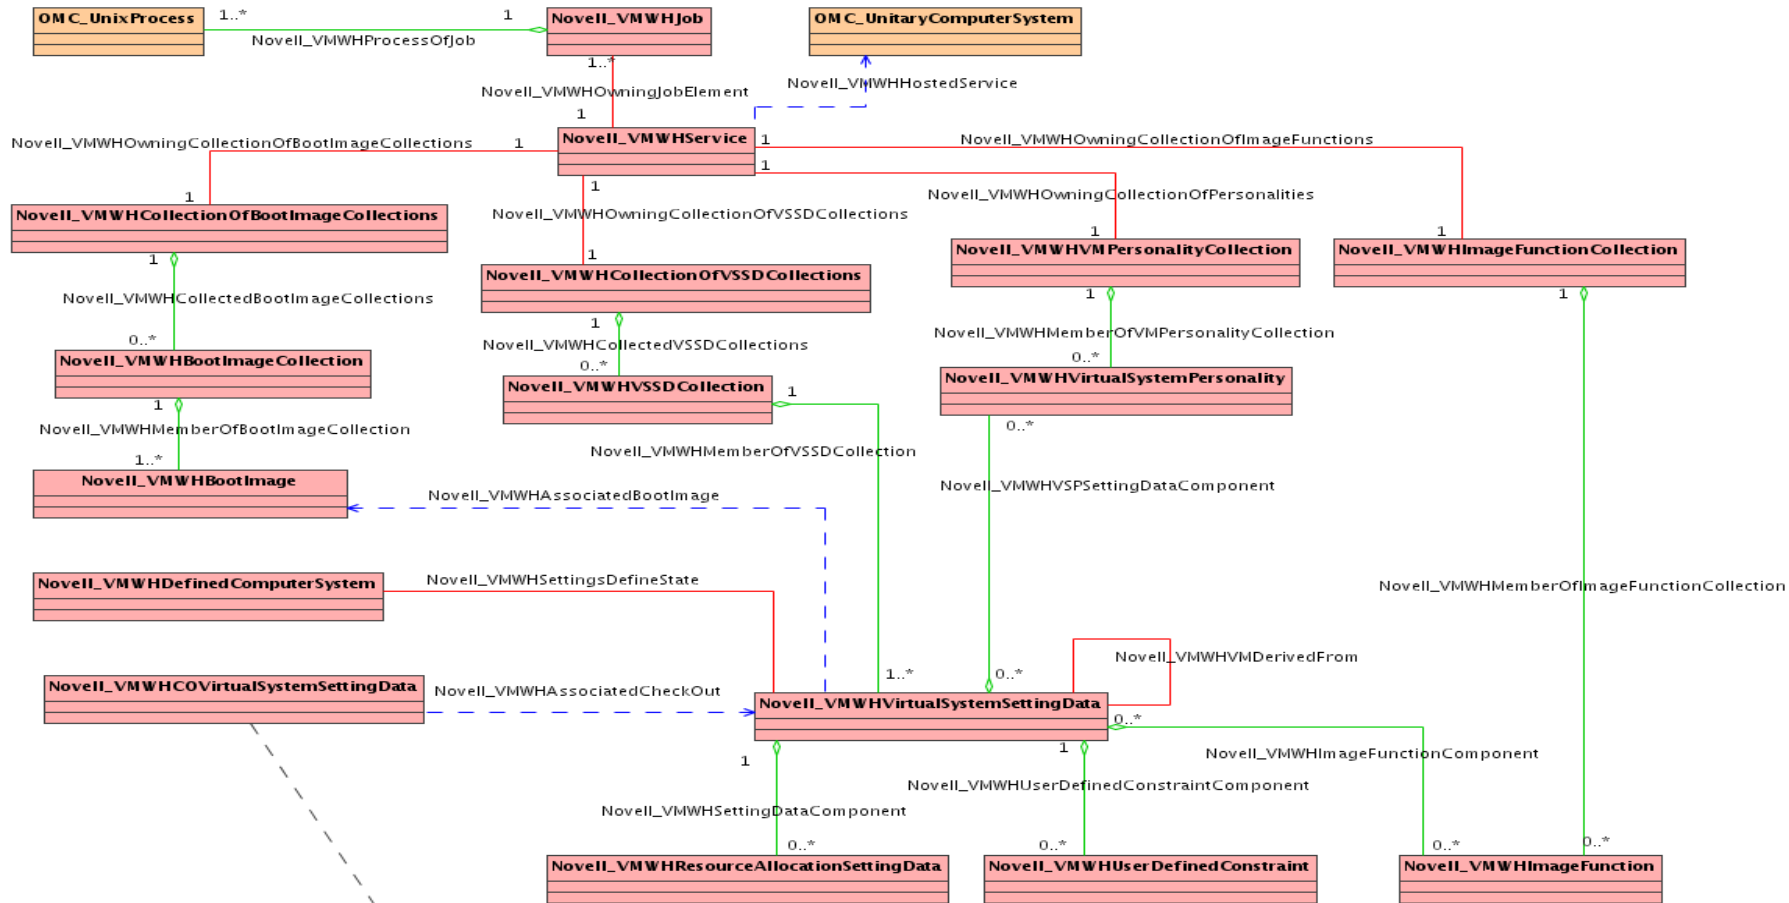 OMC_UnixProcess
1..*
1
Novell_VMWHJob
OMC_UnitaryComputerSystem
Novell_VMWHProcessOfJob
1..*
Novell_VMWHHostedService
Novell_VMWHOwningJobElement
1
Novell_VMWHService
1
Novell_VMWHOwningCollectionOfImageFunctions
Novell_VMWHOwningCollectionOfBootImageCollections
1
1
1
1
Novell_VMWHOwningCollectionOfPersonalities
Novell_VMWHCollectionOfBootImageCollections
Novell_VMWHOwningCollectionOfVSSDCollections
1
1
1
Novell_VMWHVMPersonalityCollection
Novell_VMWHImageFunctionCollection
1
Novell_VMWHCollectionOfVSSDCollections
1
1
Novell_VMWHCollectedBootImageCollections
1
Novell_VMWHMemberOfVMPersonalityCollection
0..*
Novell_VMWHCollectedVSSDCollections
0..*
Novell_VMWHBootImageCollection
0..*
Novell_VMWHVSSDCollection
Novell_VMWHVirtualSystemPersonality
1
1
Novell_VMWHMemberOfBootImageCollection
0..*
1..*
Novell_VMWHMemberOfVSSDCollection
Novell_VMWHBootImage
Novell_VMWHAssociatedBootImage
Novell_VMWHVSPSettingDataComponent
Novell_VMWHDefinedComputerSystem
Novell_VMWHSettingsDefineState
Novell_VMWHMemberOfImageFunctionCollection
Novell_VMWHVMDerivedFrom
1..*
0..*
Novell_VMWHCOVirtualSystemSettingData
Novell_VMWHAssociatedCheckOut
Novell_VMWHVirtualSystemSettingData
0..*
1
1
Novell_VMWHImageFunctionComponent
Novell_VMWHUserDefinedConstraintComponent
Novell_VMWHSettingDataComponent
0..*
0..*
0..*
0..*
Novell_VMWHResourceAllocationSettingData
Novell_VMWHUserDefinedConstraint
Novell_VMWHImageFunction